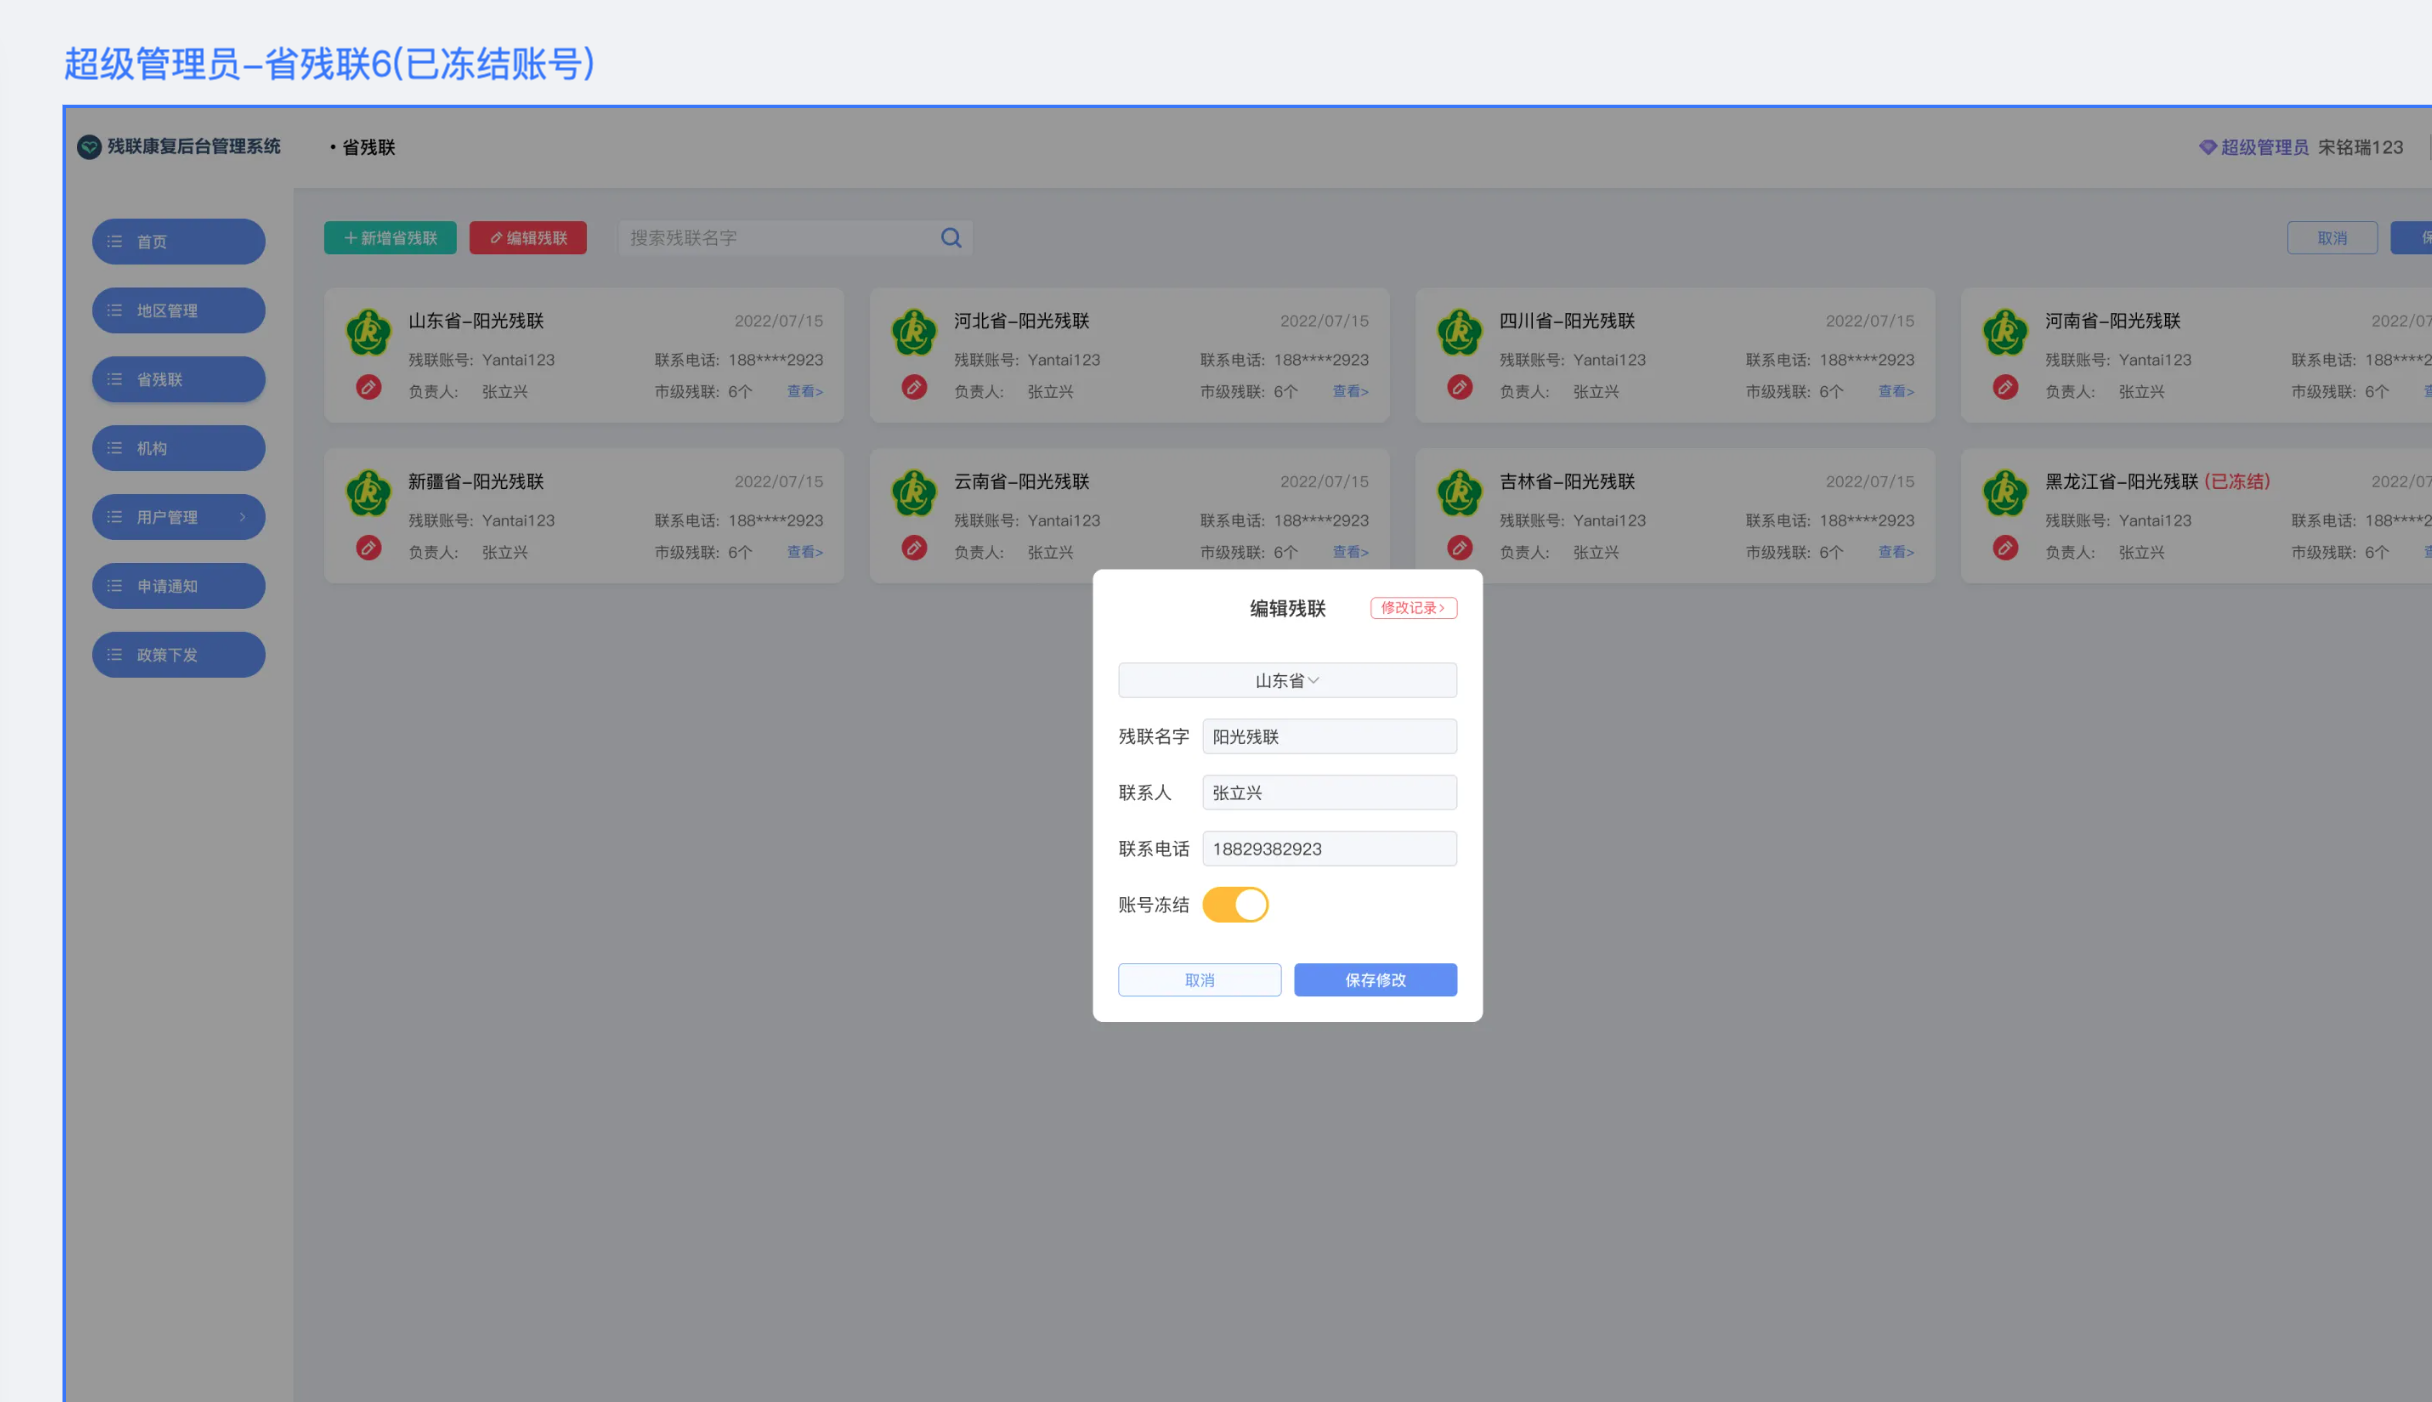 超级管理员–省残联6(已冻结账号)
残联康复后台管理系统
• 省残联
超级管理员 宋铭瑞123
首页
地区管理
省残联
机构
用户管理
申请通知
政策下发
+新增省残联
编辑残联
搜索残联名字
取消
山东省–阳光残联 2022/07/15
残联账号: Yantai123 联系电话: 188****2923
负责人: 张立兴 市级残联: 6个 查看>
河北省–阳光残联 2022/07/15
残联账号: Yantai123 联系电话: 188****2923
负责人: 张立兴 市级残联: 6个 查看>
四川省–阳光残联 2022/07/15
残联账号: Yantai123 联系电话: 188****2923
负责人: 张立兴 市级残联: 6个 查看>
河南省–阳光残联 2022/07
残联账号: Yantai123 联系电话: 188****2
负责人: 张立兴 市级残联: 6个
新疆省–阳光残联 2022/07/15
残联账号: Yantai123 联系电话: 188****2923
负责人: 张立兴 市级残联: 6个 查看>
云南省–阳光残联 2022/07/15
残联账号: Yantai123 联系电话: 188****2923
负责人: 张立兴 市级残联: 6个 查看>
吉林省–阳光残联 2022/07/15
残联账号: Yantai123 联系电话: 188****2923
负责人: 张立兴 市级残联: 6个 查看>
黑龙江省–阳光残联 (已冻结) 2022/07
残联账号: Yantai123 联系电话: 188****2
负责人: 张立兴 市级残联: 6个
编辑残联
修改记录>
山东省
残联名字 阳光残联
联系人 张立兴
联系电话 18829382923
账号冻结
取消
保存修改